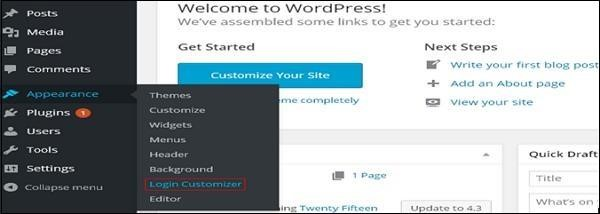 Posts
Media
Pages
Comments
Appearance
Plugins 1
Users
Tools
Settings
Collapse menu
Themes
Customize
Widgets
Menus
Header
Background
Login Customizer
Editor
Welcome to WordPress!
We've assembled some links to get you started:
Get Started
Customize Your Site
eme completely
Next Steps
Write your first blog post
Add an About page
View your site
1 Page
ning Twenty Fifteen
Update to 4.3
Quick Draft
Title
What's on